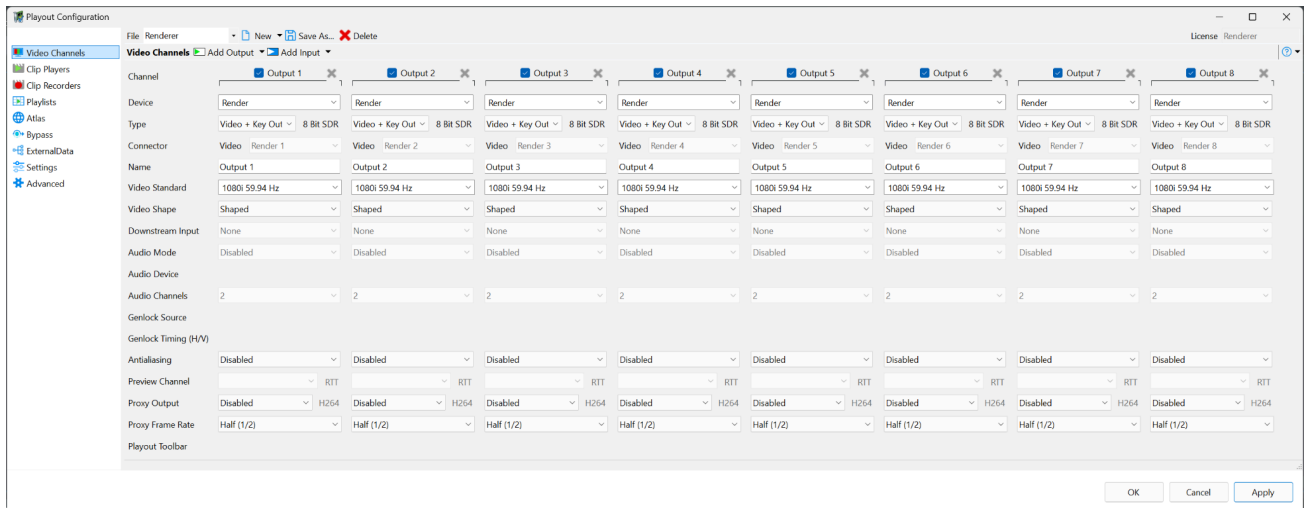 Playout Configuration
File Renderer New Save As... Delete License Renderer
Video Channels Video Channels Add Output Add Input
Clip Players
Clip Recorders
Playlists
Atlas
Bypass
ExternalData
Settings
Advanced
Channel Output 1 Output 2 Output 3 Output 4 Output 5 Output 6 Output 7 Output 8
Device Render Render Render Render Render Render Render Render
Type Video + Key Out 8 Bit SDR Video + Key Out 8 Bit SDR Video + Key Out 8 Bit SDR Video + Key Out 8 Bit SDR Video + Key Out 8 Bit SDR Video + Key Out 8 Bit SDR Video + Key Out 8 Bit SDR Video + Key Out 8 Bit SDR
Connector Video Render 1 Video Render 2 Video Render 3 Video Render 4 Video Render 5 Video Render 6 Video Render 7 Video Render 8
Name Output 1 Output 2 Output 3 Output 4 Output 5 Output 6 Output 7 Output 8
Video Standard 1080i 59.94 Hz 1080i 59.94 Hz 1080i 59.94 Hz 1080i 59.94 Hz 1080i 59.94 Hz 1080i 59.94 Hz 1080i 59.94 Hz 1080i 59.94 Hz
Video Shape Shaped Shaped Shaped Shaped Shaped Shaped Shaped Shaped
Downstream Input None None None None None None None None
Audio Mode Disabled Disabled Disabled Disabled Disabled Disabled Disabled Disabled
Audio Device
Audio Channels 2 2 2 2 2 2 2 2
Genlock Source
Genlock Timing (H/V)
Antialiasing Disabled Disabled Disabled Disabled Disabled Disabled Disabled Disabled
Preview Channel RTT RTT RTT RTT RTT RTT RTT RTT
Proxy Output Disabled H264 Disabled H264 Disabled H264 Disabled H264 Disabled H264 Disabled H264 Disabled H264 Disabled H264
Proxy Frame Rate Half (1/2) Half (1/2) Half (1/2) Half (1/2) Half (1/2) Half (1/2) Half (1/2) Half (1/2)
Playout Toolbar
OK Cancel Apply